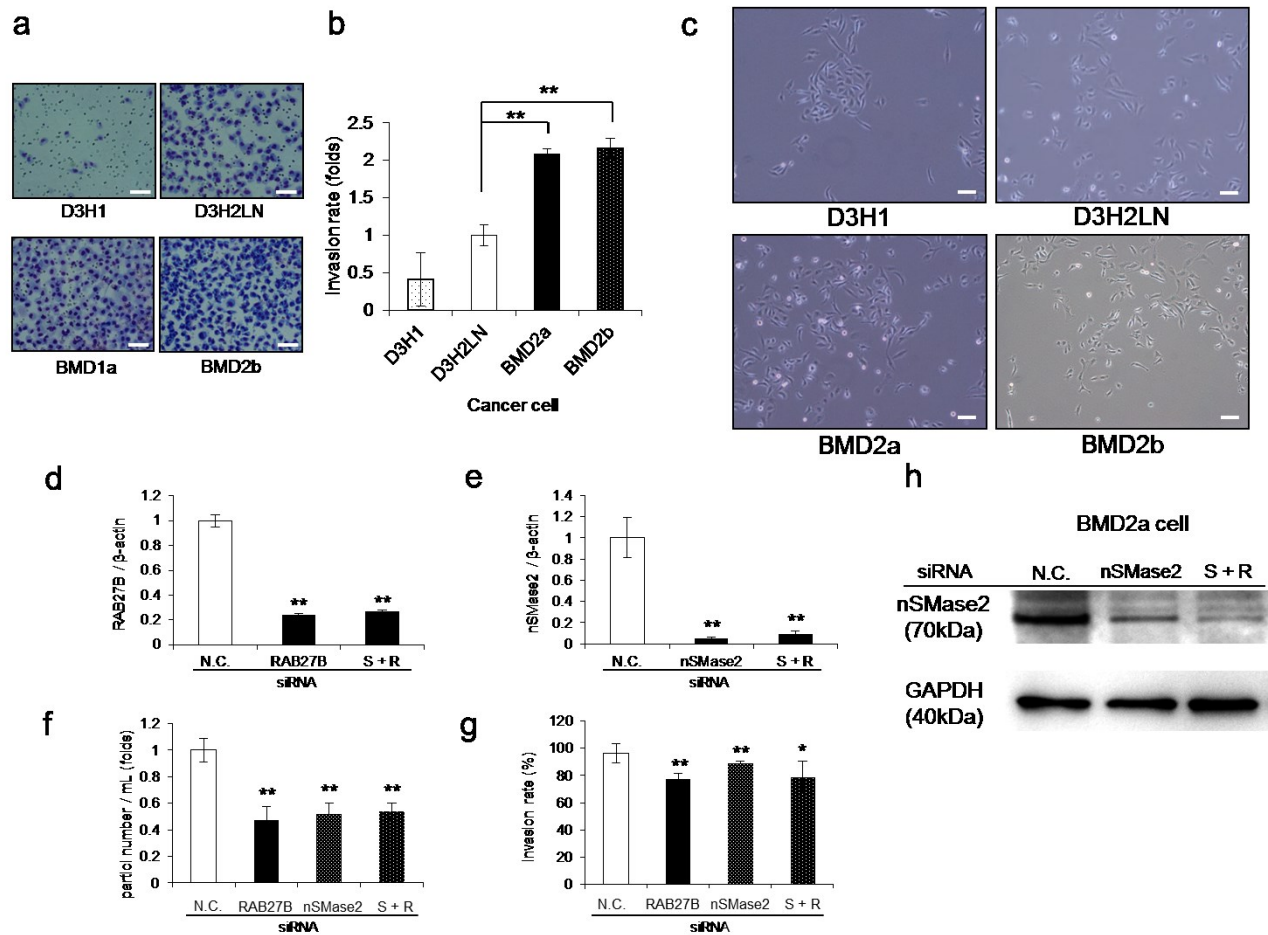 a
D3H1
D3H2LN
BMD1a
BMD2b
b
Invasion rate (folds)
2.5
2
1.5
1
0.5
0
**
**
D3H1
D3H2LN
BMD2a
BMD2b
Cancer cell
c
D3H1
D3H2LN
BMD2a
BMD2b
d
RAB27B / β-actin
1.2
1
0.8
0.6
0.4
0.2
0
**
**
N.C.
RAB27B
S + R
siRNA
e
nSMase2 / β-actin
1.4
1.2
1
0.8
0.6
0.4
0.2
0
**
**
N.C.
nSMase2
S + R
siRNA
f
particl number / mL (folds)
1.2
1
0.8
0.6
0.4
0.2
0
**
**
**
N.C.
RAB27B
nSMase2
S + R
siRNA
g
Invasion rate (%)
120
100
80
60
40
20
0
**
**
*
N.C.
RAB27B
nSMase2
S + R
siRNA
h
BMD2a cell
siRNA
N.C.
nSMase2
S + R
nSMase2
(70kDa)
GAPDH
(40kDa)